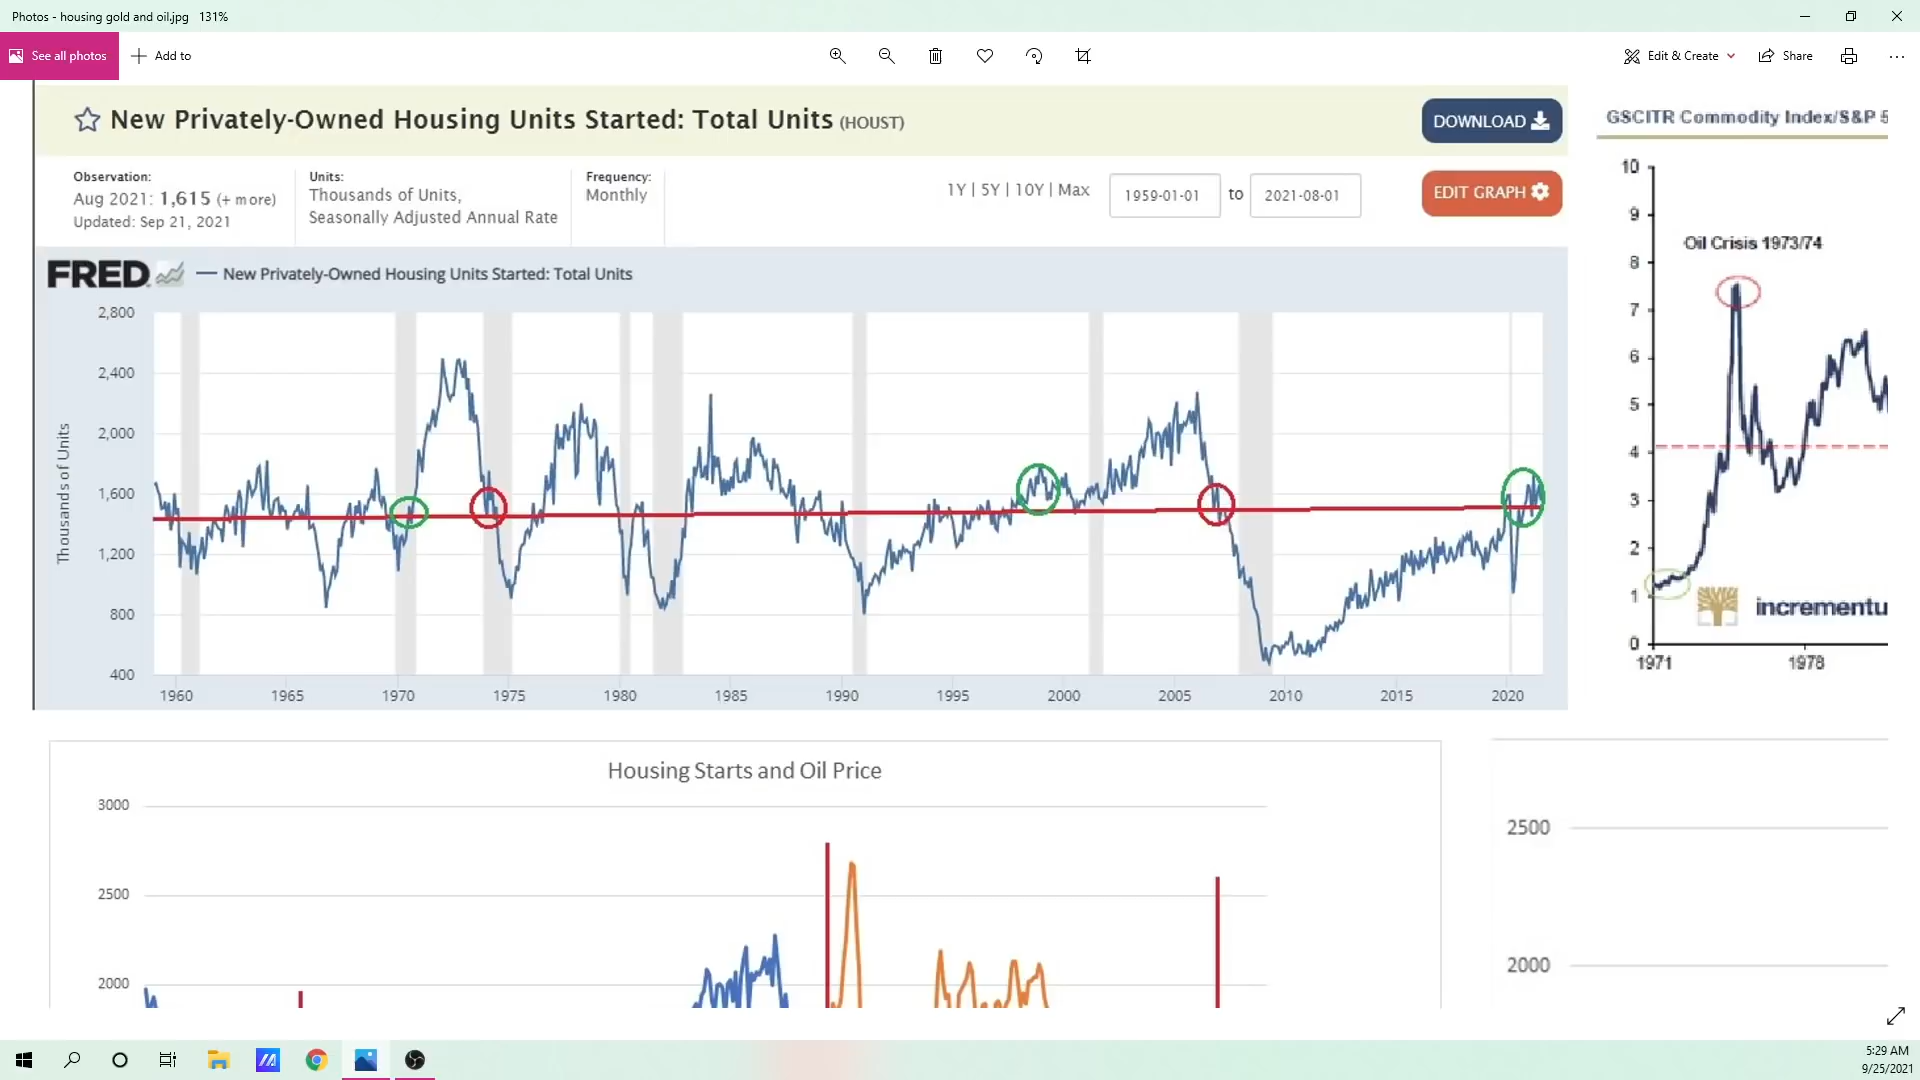 Photos - housing gold and oil.jpg   131%
See all photos
Add to
Edit & Create
Share
New Privately-Owned Housing Units Started: Total Units (HOUST)
DOWNLOAD
Observation:
Aug 2021: 1,615 (+ more)
Updated: Sep 21, 2021
Units:
Thousands of Units,
Seasonally Adjusted Annual Rate
Frequency:
Monthly
1Y | 5Y | 10Y | Max
1959-01-01 to 2021-08-01
EDIT GRAPH
FRED
New Privately-Owned Housing Units Started: Total Units
Thousands of Units
2,800
2,400
2,000
1,600
1,200
800
400
1960 1965 1970 1975 1980 1985 1990 1995 2000 2005 2010 2015 2020
GSCITR Commodity Index/S&P 5
10
9
8
7
6
5
4
3
2
1
0
Oil Crisis 1973/74
incrementu
1971 1978
Housing Starts and Oil Price
3000
2500
2000
2500
2000
5:29 AM
9/25/2021